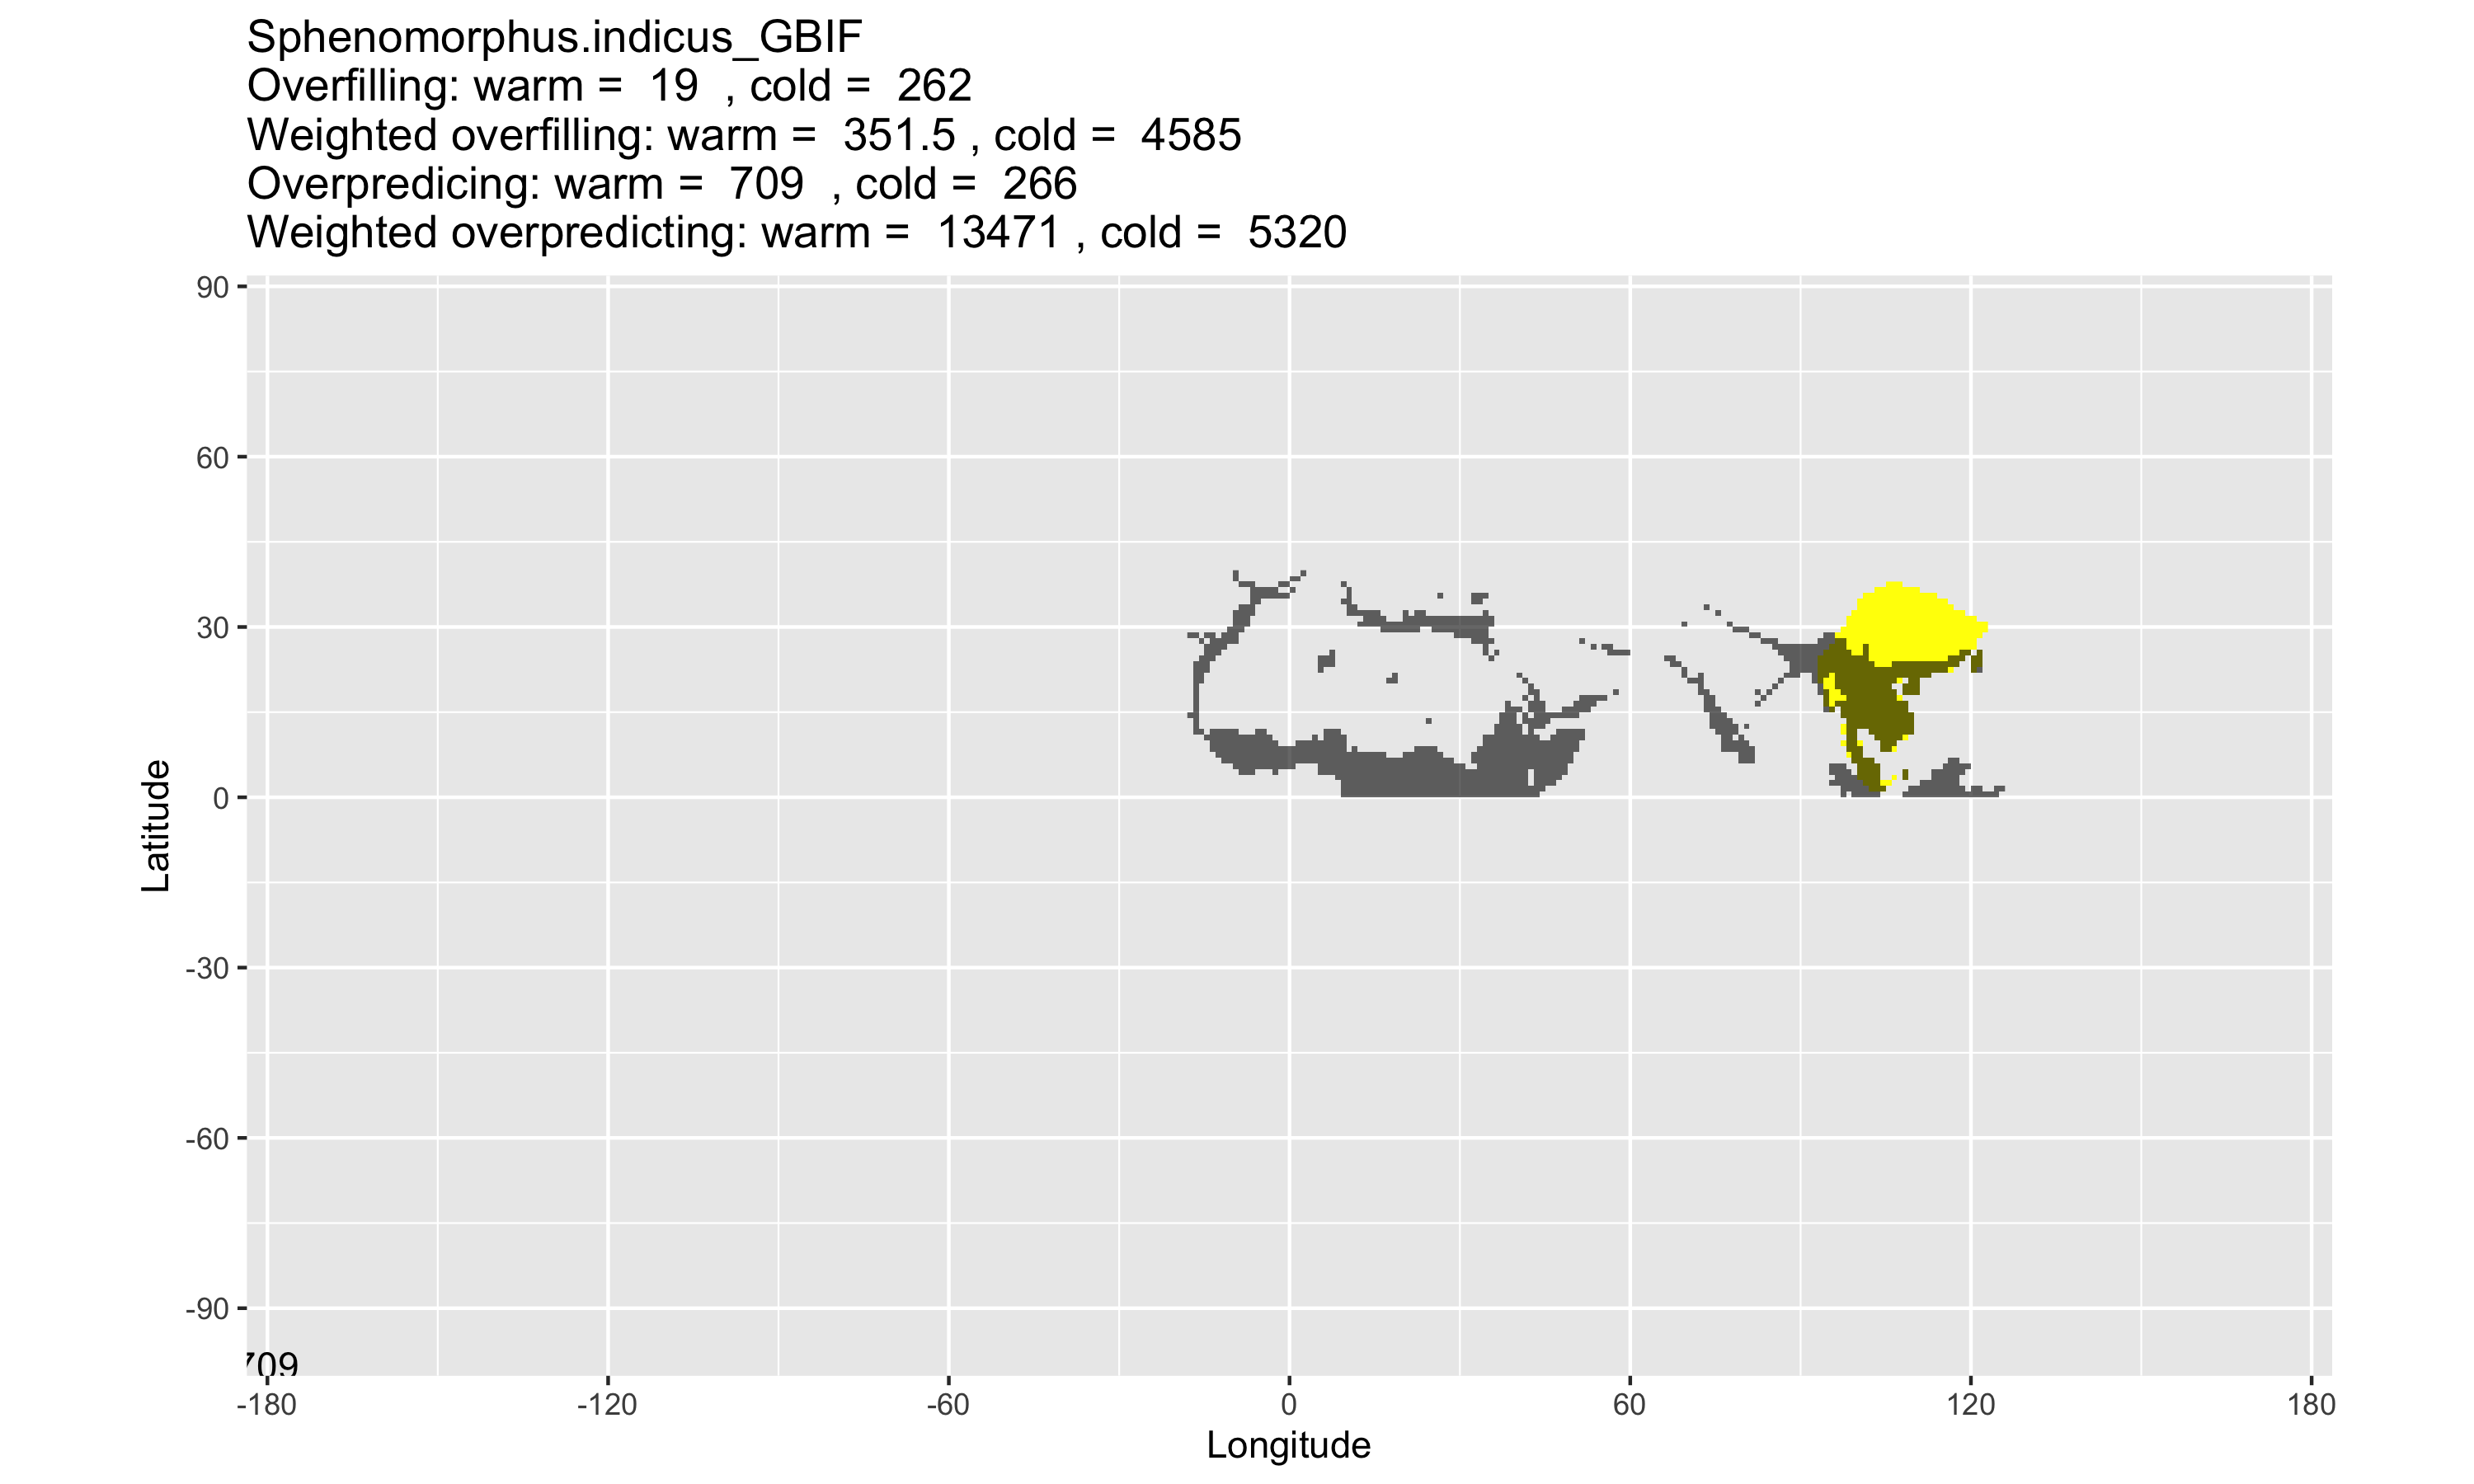 Sphenomorphus.indicus_GBIF
Overfilling: warm =  19  , cold =  262
Weighted overfilling: warm =  351.5 , cold =  4585
Overpredicing: warm =  709  , cold =  266
Weighted overpredicting: warm =  13471 , cold =  5320
90
60
30
0
-30
-60
-90
Latitude
709
-180
-120
-60
0
60
120
180
Longitude